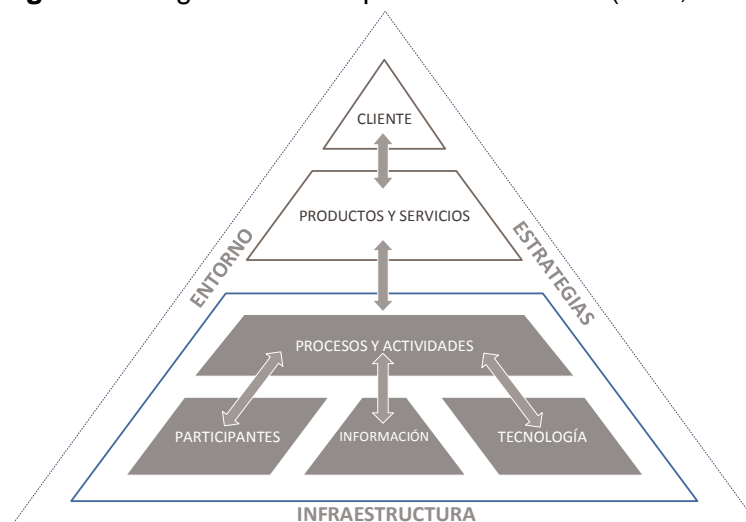 CLIENTE
PRODUCTOS Y SERVICIOS
ENTORNO
ESTRATEGIAS
PROCESOS Y ACTIVIDADES
PARTICIPANTES
INFORMACIÓN
TECNOLOGÍA
INFRAESTRUCTURA